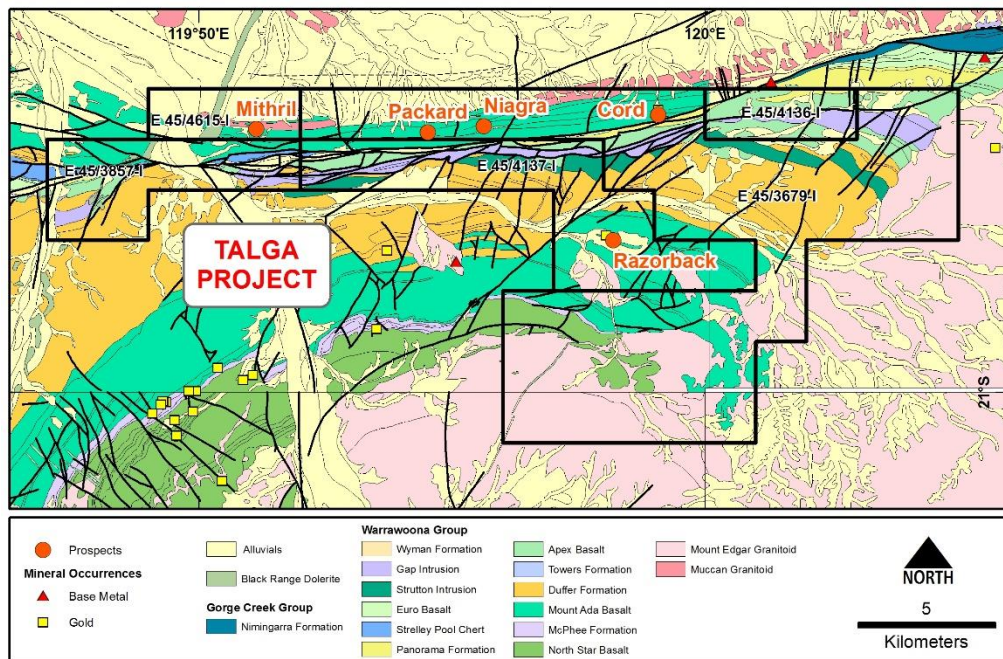 119°50'E
120°E
Mithril
Packard
Niagra
Cord
E 45/4615-I
E 45/4136-I
E 45/3857-I
E 45/4137-I
E 45/3679-I
TALGA
PROJECT
Razorback
21°S
Prospects
Mineral Occurrences
Base Metal
Gold
Alluvials
Black Range Dolerite
Gorge Creek Group
Nimingarra Formation
Warrawoona Group
Wyman Formation
Gap Intrusion
Strutton Intrusion
Euro Basalt
Strelley Pool Chert
Panorama Formation
Apex Basalt
Towers Formation
Duffer Formation
Mount Ada Basalt
McPhee Formation
North Star Basalt
Mount Edgar Granitoid
Muccan Granitoid
NORTH
5
Kilometers